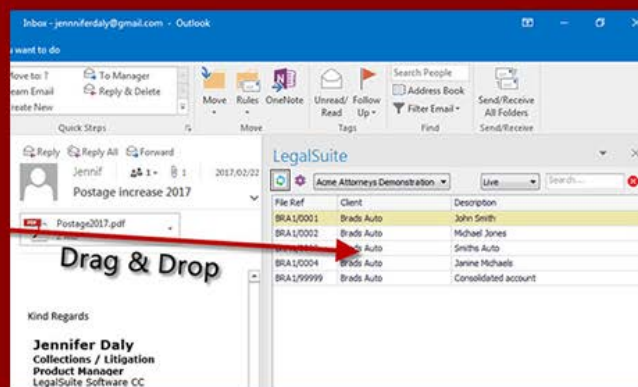 Inbox - jennniferdaly@gmail.com - Outlook
u want to do
Move to: ?
To Manager
eam Email
Reply & Delete
reate New
Quick Steps
Move
Rules
OneNote
Move
Unread/ Read
Follow Up
Tags
Search People
Address Book
Filter Email
Find
Send/Receive All Folders
Send/Receive
Reply Reply All Forward
Jennif 1 1 2017/02/22
Postage increase 2017
Postage2017.pdf
Drag & Drop
Kind Regards
Jennifer Daly
Collections / Litigation
Product Manager
LegalSuite Software CC
LegalSuite
Acme Attorneys Demonstration Live Search...
File Ref Client Description
BRA1/0001 Brads Auto John Smith
BRA1/0002 Brads Auto Michael Jones
Brads Auto Smiths Auto
BRA1/0004 Brads Auto Janine Michaels
BRA1/99999 Brads Auto Consolidated account